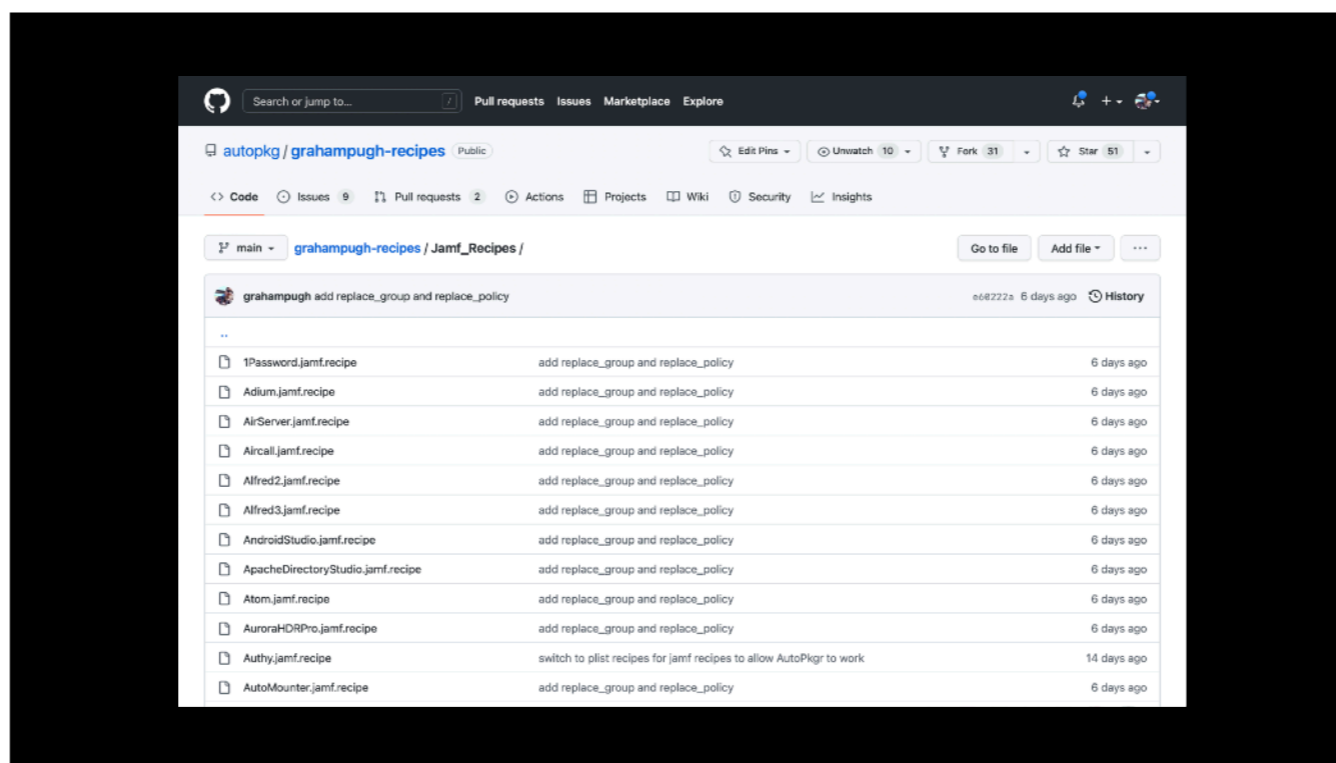 Search or jump to... / Pull requests Issues Marketplace Explore
autopkg / grahampugh-recipes Public Edit Pins Unwatch 10 Fork 31 Star 51
Code Issues 9 Pull requests 2 Actions Projects Wiki Security Insights
main grahampugh-recipes / Jamf_Recipes / Go to file Add file ...
grahampugh add replace_group and replace_policy e68222a 6 days ago History
..
1Password.jamf.recipe add replace_group and replace_policy 6 days ago
Adium.jamf.recipe add replace_group and replace_policy 6 days ago
AirServer.jamf.recipe add replace_group and replace_policy 6 days ago
Aircall.jamf.recipe add replace_group and replace_policy 6 days ago
Alfred2.jamf.recipe add replace_group and replace_policy 6 days ago
Alfred3.jamf.recipe add replace_group and replace_policy 6 days ago
AndroidStudio.jamf.recipe add replace_group and replace_policy 6 days ago
ApacheDirectoryStudio.jamf.recipe add replace_group and replace_policy 6 days ago
Atom.jamf.recipe add replace_group and replace_policy 6 days ago
AuroraHDRPro.jamf.recipe add replace_group and replace_policy 6 days ago
Authy.jamf.recipe switch to plist recipes for jamf recipes to allow AutoPkgr to work 14 days ago
AutoMounter.jamf.recipe add replace_group and replace_policy 6 days ago